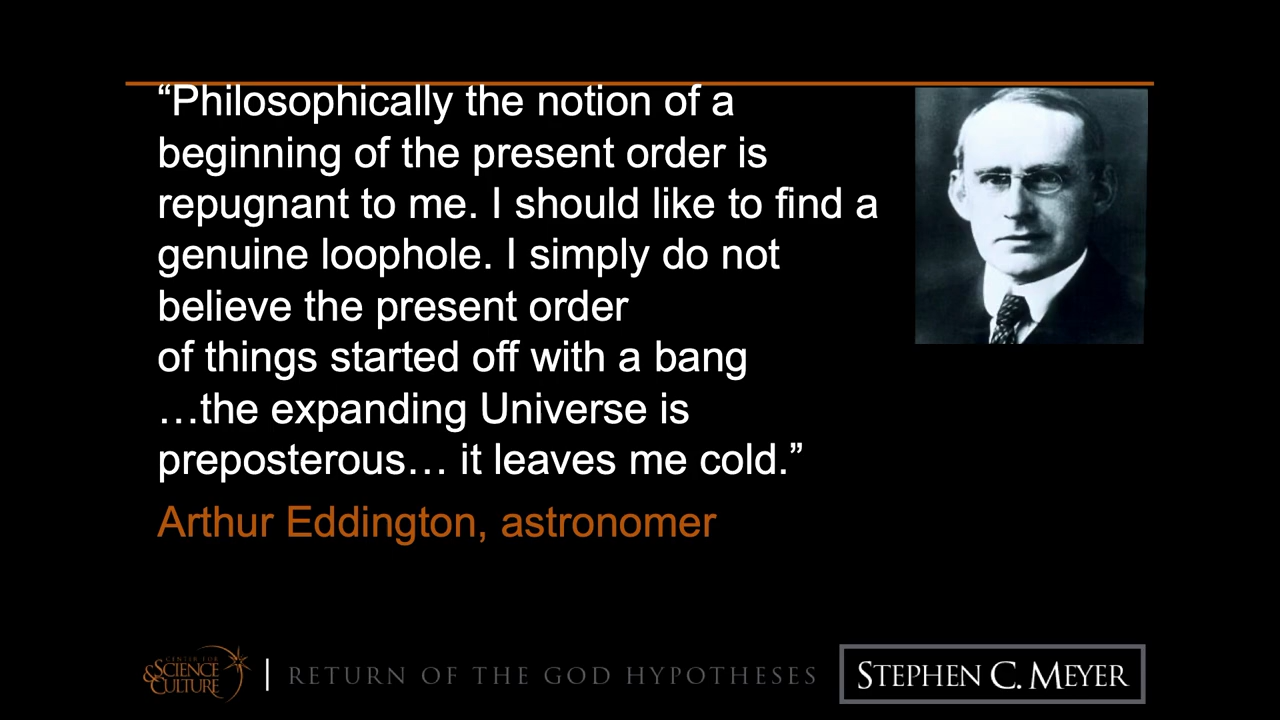 “Philosophically the notion of a
beginning of the present order is
repugnant to me. I should like to find a
genuine loophole. I simply do not
believe the present order
of things started off with a bang
…the expanding Universe is
preposterous… it leaves me cold.”
Arthur Eddington, astronomer
CENTER FOR
&SCIENCE
CULTURE
RETURN OF THE GOD HYPOTHESES
STEPHEN C. MEYER